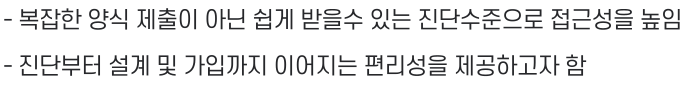 - 복잡한 양식 제출이 아닌 쉽게 받을수 있는 진단수준으로 접근성을 높임
- 진단부터 설계 및 가입까지 이어지는 편리성을 제공하고자 함